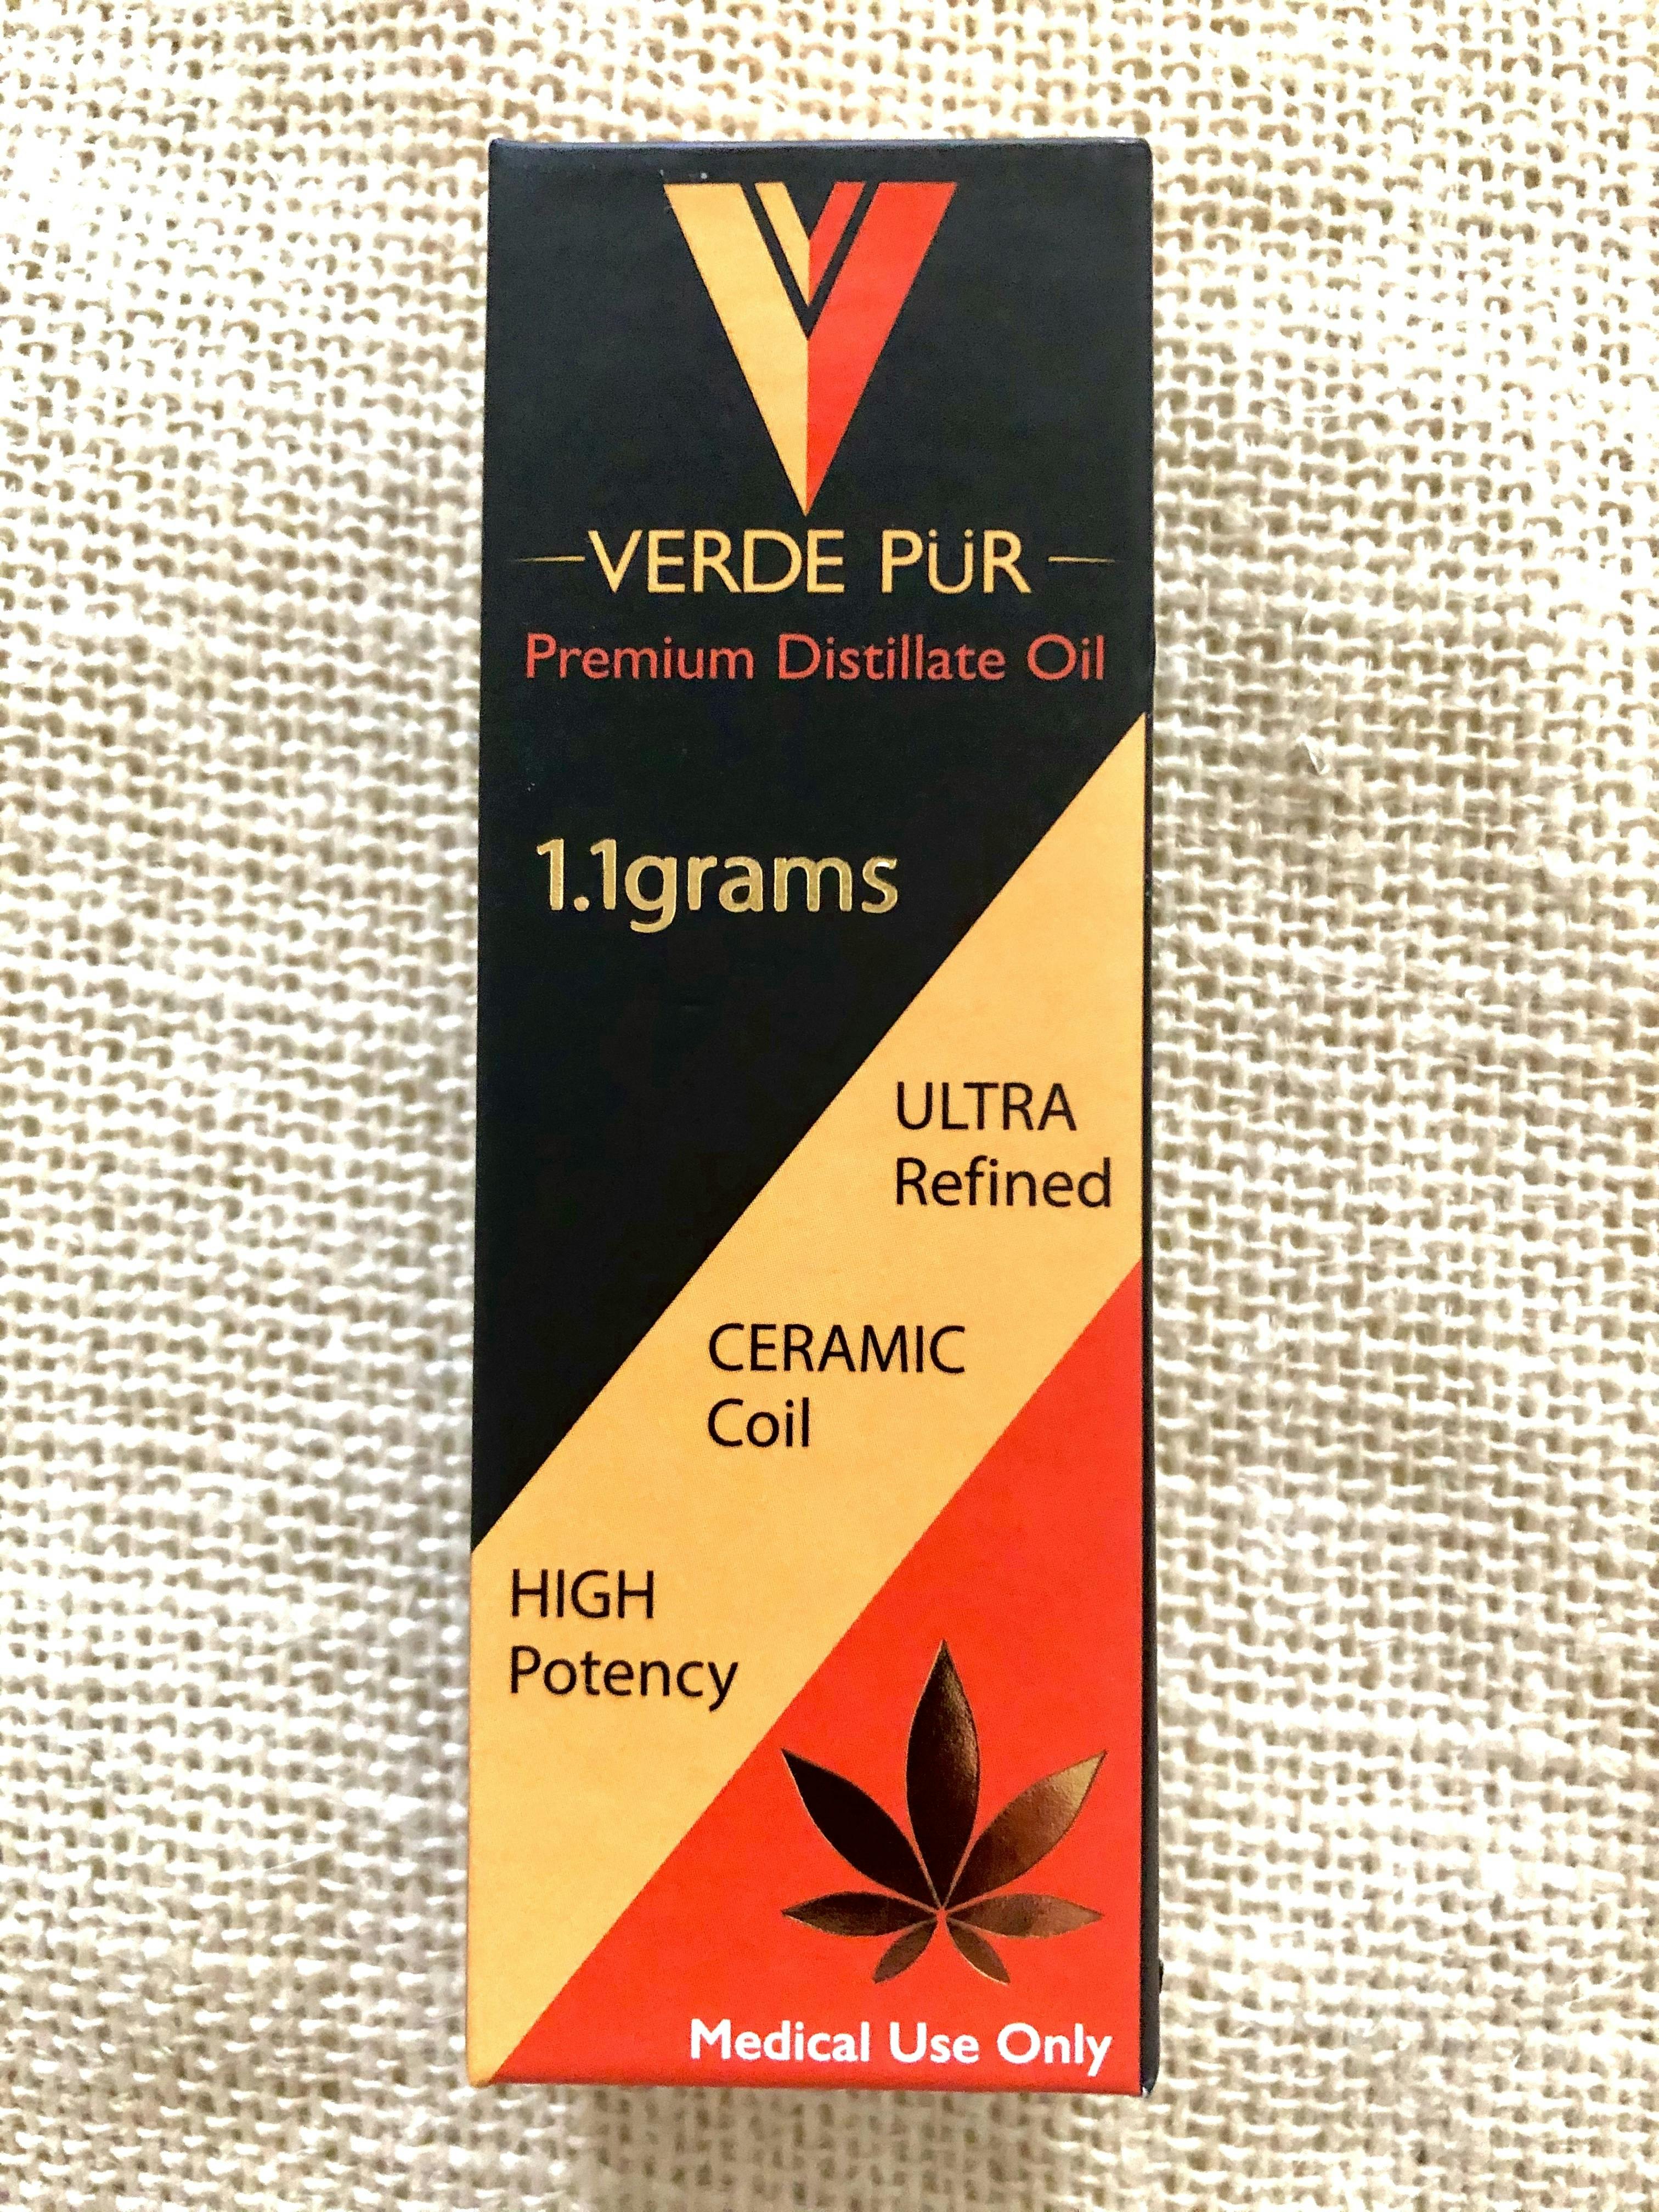 VERDE PÜR
Premium Distillate Oil
1.1grams
ULTRA
Refined
CERAMIC
Coil
HIGH
Potency
Medical Use Only